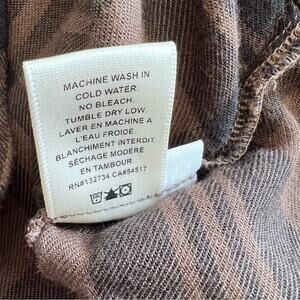 MACHINE WASH IN
COLD WATER.
NO BLEACH.
TUMBLE DRY LOW.
LAVER EN MACHINE A
L'EAU FROIDE.
BLANCHIMENT INTERDIT.
SÉCHAGE MODÉRÉ
EN TAMBOUR
RN#132734 CA#54517